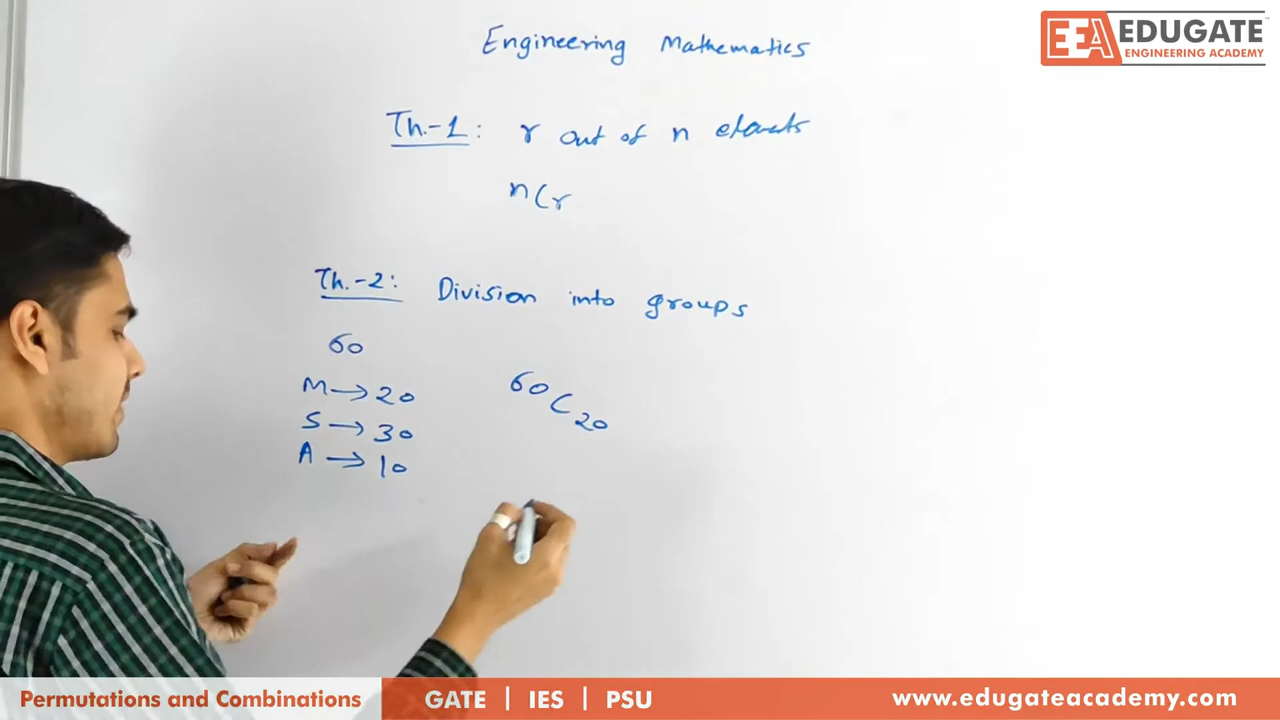 EEA EDUGATE
ENGINEERING ACADEMY
Engineering Mathematics
Th.-1: r out of n elements
nCr
Th.-2: Division into groups
60
M → 20
S → 30
A → 10
60C20
Permutations and Combinations
GATE | IES | PSU
www.edugateacademy.com